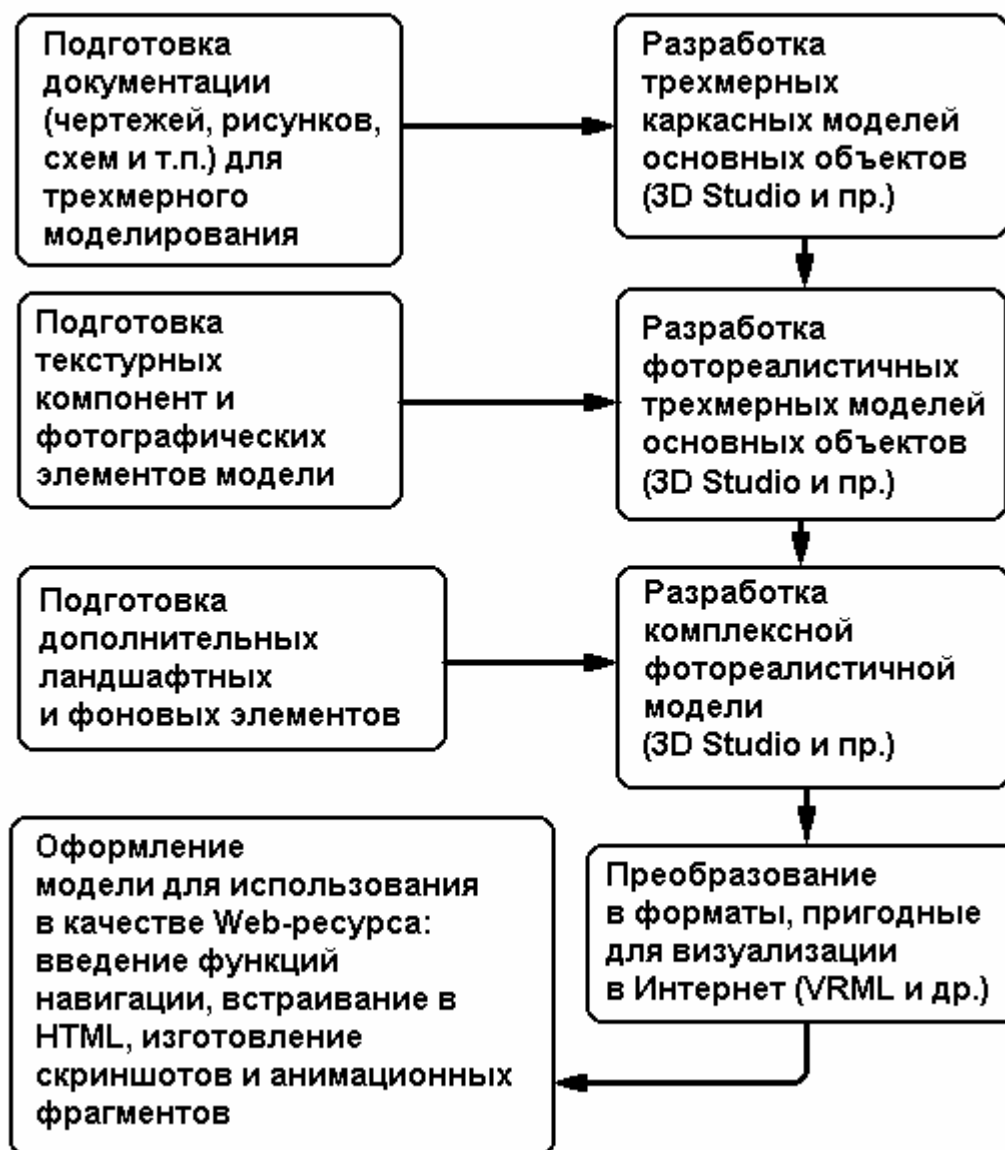 Подготовка
документации
(чертежей, рисунков,
схем и т.п.) для
трехмерного
моделирования
Разработка
трехмерных
каркасных моделей
основных объектов
(3D Studio и пр.)
Подготовка
текстурных
компонент и
фотографических
элементов модели
Разработка
фотореалистичных
трехмерных моделей
основных объектов
(3D Studio и пр.)
Подготовка
дополнительных
ландшафтных
и фоновых элементов
Разработка
комплексной
фотореалистичной
модели
(3D Studio и пр.)
Преобразование
в форматы, пригодные
для визуализации
в Интернет (VRML и др.)
Оформление
модели для использования
в качестве Web-ресурса:
введение функций
навигации, встраивание в
HTML, изготовление
скриншотов и анимационных
фрагментов